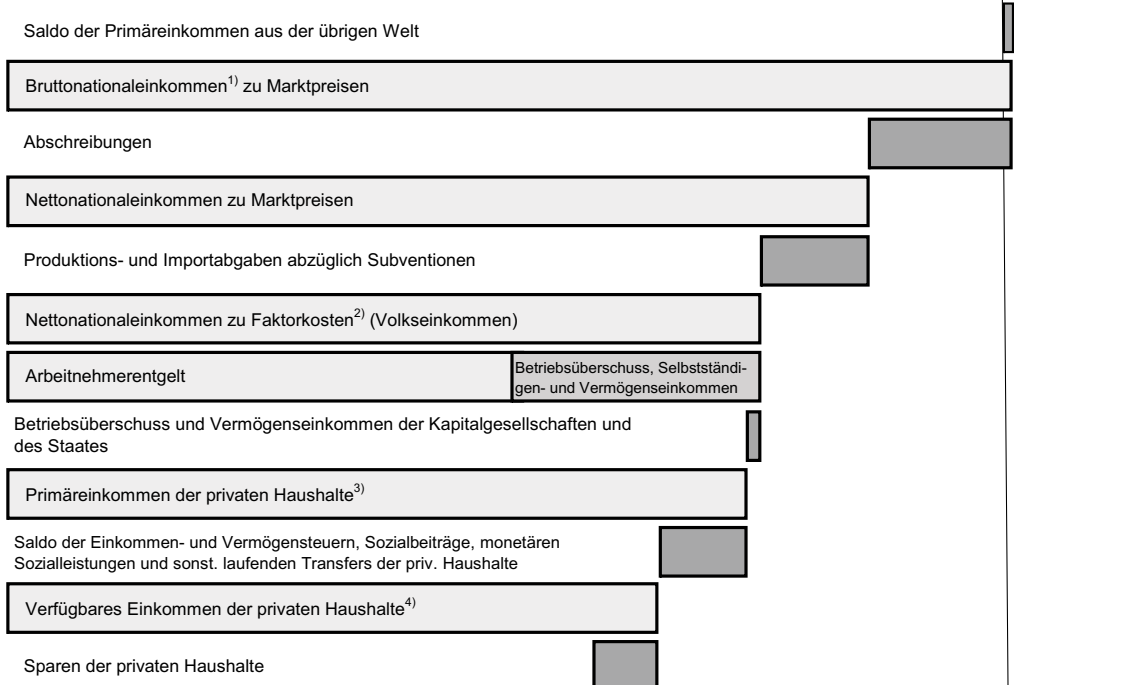 Saldo der Primäreinkommen aus der übrigen Welt
Bruttonationaleinkommen1) zu Marktpreisen
Abschreibungen
Nettonationaleinkommen zu Marktpreisen
Produktions- und Importabgaben abzüglich Subventionen
Nettonationaleinkommen zu Faktorkosten2) (Volkseinkommen)
Arbeitnehmerentgelt
Betriebsüberschuss, Selbstständi-
gen- und Vermögenseinkommen
Betriebsüberschuss und Vermögenseinkommen der Kapitalgesellschaften und
des Staates
Primäreinkommen der privaten Haushalte3)
Saldo der Einkommen- und Vermögensteuern, Sozialbeiträge, monetären
Sozialleistungen und sonst. laufenden Transfers der priv. Haushalte
Verfügbares Einkommen der privaten Haushalte4)
Sparen der privaten Haushalte